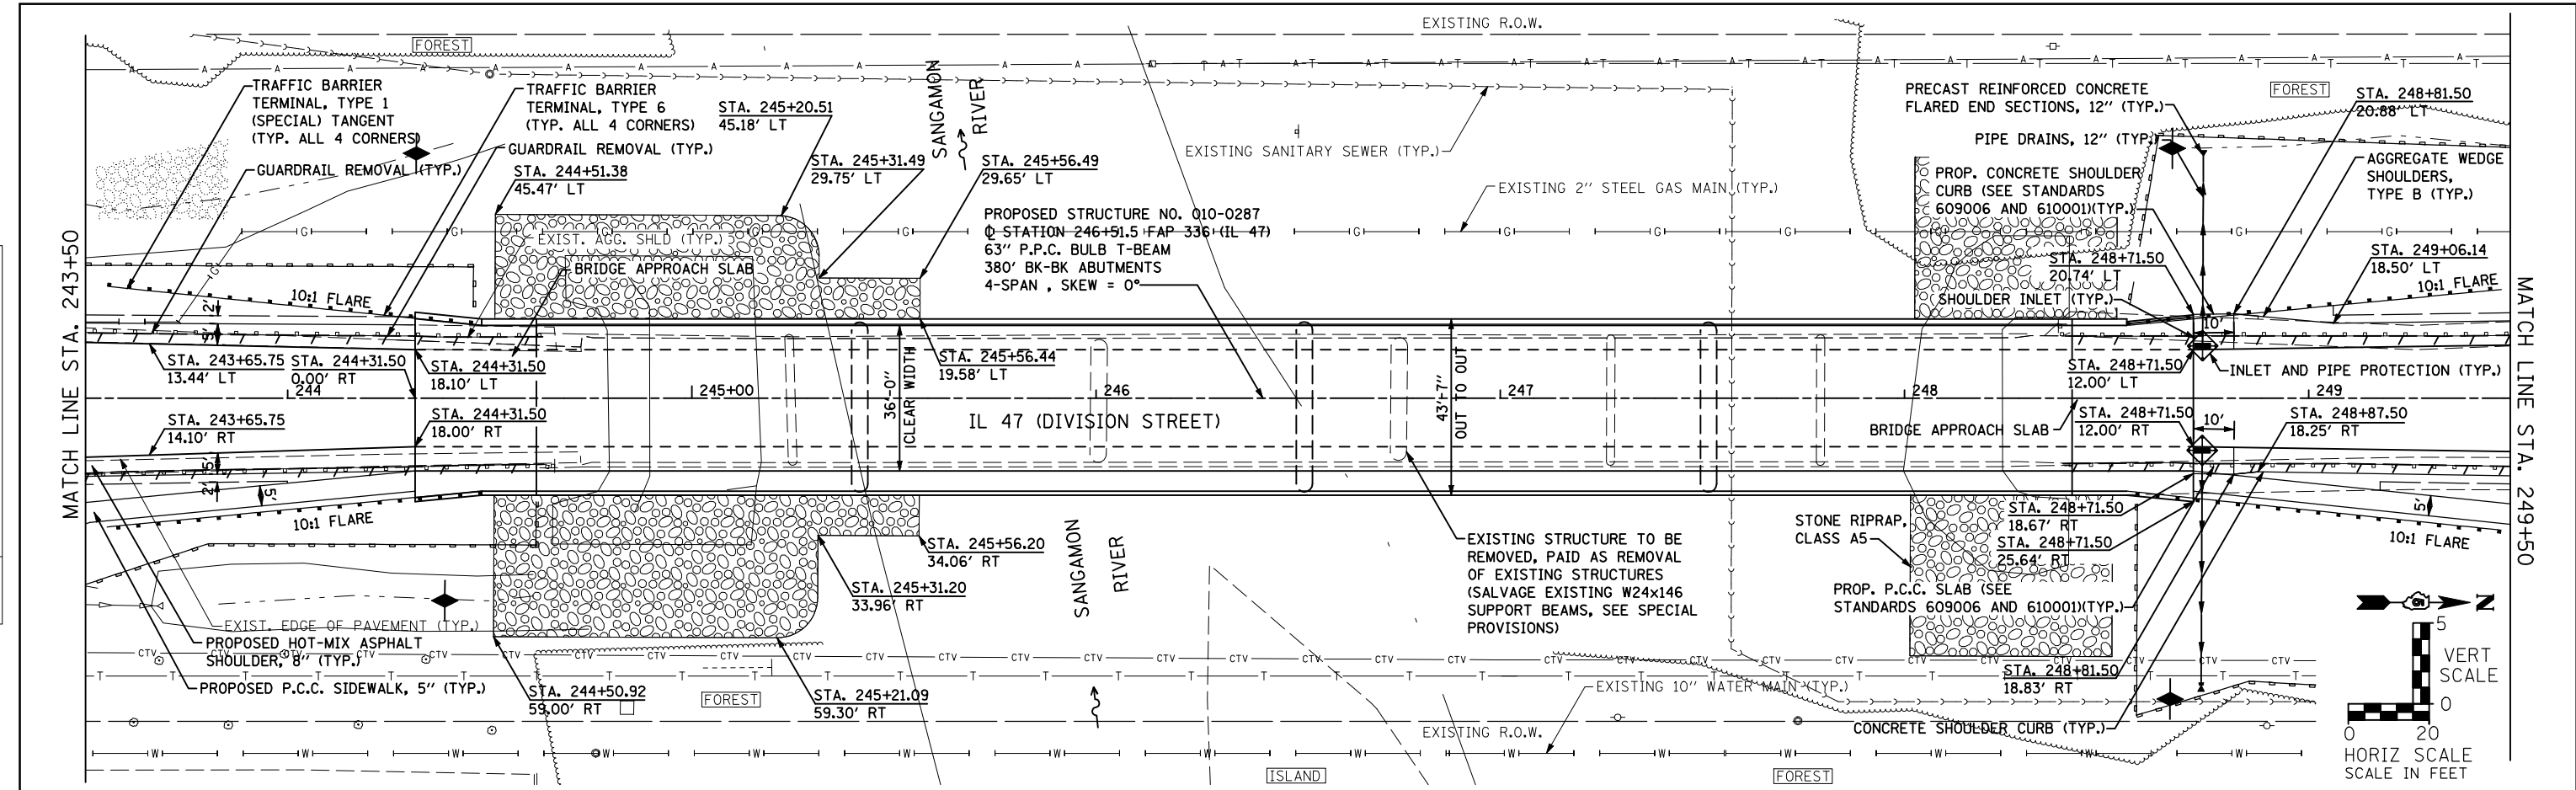 EXISTING R.O.W.
FOREST
TRAFFIC BARRIER
TERMINAL, TYPE 1
(SPECIAL) TANGENT
(TYP. ALL 4 CORNERS)
GUARDRAIL REMOVAL (TYP.)
TRAFFIC BARRIER
TERMINAL, TYPE 6
(TYP. ALL 4 CORNERS)
GUARDRAIL REMOVAL (TYP.)
STA. 244+51.38
45.47' LT
STA. 245+20.51
45.18' LT
STA. 245+31.49
29.75' LT
SANGAMON
RIVER
STA. 245+56.49
29.65' LT
PROPOSED STRUCTURE NO. 010-0287
℄ STATION 246+51.5 FAP 336 (IL 47)
63" P.P.C. BULB T-BEAM
380' BK-BK ABUTMENTS
4-SPAN , SKEW = 0°
EXISTING SANITARY SEWER (TYP.)
EXISTING 2" STEEL GAS MAIN (TYP.)
PRECAST REINFORCED CONCRETE
FLARED END SECTIONS, 12" (TYP.)
PIPE DRAINS, 12" (TYP.)
PROP. CONCRETE SHOULDER
CURB (SEE STANDARDS
609006 AND 610001)(TYP.)
FOREST
STA. 248+81.50
20.88' LT
AGGREGATE WEDGE
SHOULDERS,
TYPE B (TYP.)
STA. 249+06.14
18.50' LT
10:1 FLARE
STA. 248+71.50
20.74' LT
SHOULDER INLET (TYP.)
10'
EXIST. AGG. SHLD (TYP.)
BRIDGE APPROACH SLAB
10:1 FLARE
2'
5'
MATCH LINE STA. 243+50
STA. 243+65.75
13.44' LT
STA. 244+31.50
0.00' RT
STA. 244+31.50
18.10' LT
36'-0"
(CLEAR WIDTH)
STA. 245+56.44
19.58' LT
43'-7"
OUT TO OUT
STA. 248+71.50
12.00' LT
INLET AND PIPE PROTECTION (TYP.)
244
245+00
246
247
248
249
STA. 243+65.75
14.10' RT
STA. 244+31.50
18.00' RT
IL 47 (DIVISION STREET)
BRIDGE APPROACH SLAB
STA. 248+71.50
12.00' RT
10'
STA. 248+87.50
18.25' RT
MATCH LINE STA. 249+50
5'
2'
5'
10:1 FLARE
STA. 245+56.20
34.06' RT
STA. 245+31.20
33.96' RT
SANGAMON
RIVER
EXISTING STRUCTURE TO BE
REMOVED, PAID AS REMOVAL
OF EXISTING STRUCTURES
(SALVAGE EXISTING W24x146
SUPPORT BEAMS, SEE SPECIAL
PROVISIONS)
STONE RIPRAP,
CLASS A5
STA. 248+71.50
18.67' RT
STA. 248+71.50
25.64' RT
5'
10:1 FLARE
PROP. P.C.C. SLAB (SEE
STANDARDS 609006 AND 610001)(TYP.)
EXIST. EDGE OF PAVEMENT (TYP.)
PROPOSED HOT-MIX ASPHALT
SHOULDER, 8" (TYP.)
PROPOSED P.C.C. SIDEWALK, 5" (TYP.)
STA. 244+50.92
59.00' RT
FOREST
STA. 245+21.09
59.30' RT
EXISTING 10" WATER MAIN (TYP.)
STA. 248+81.50
18.83' RT
CONCRETE SHOULDER CURB (TYP.)
EXISTING R.O.W.
ISLAND
FOREST
N
5
VERT
SCALE
0
0 20
HORIZ SCALE
SCALE IN FEET